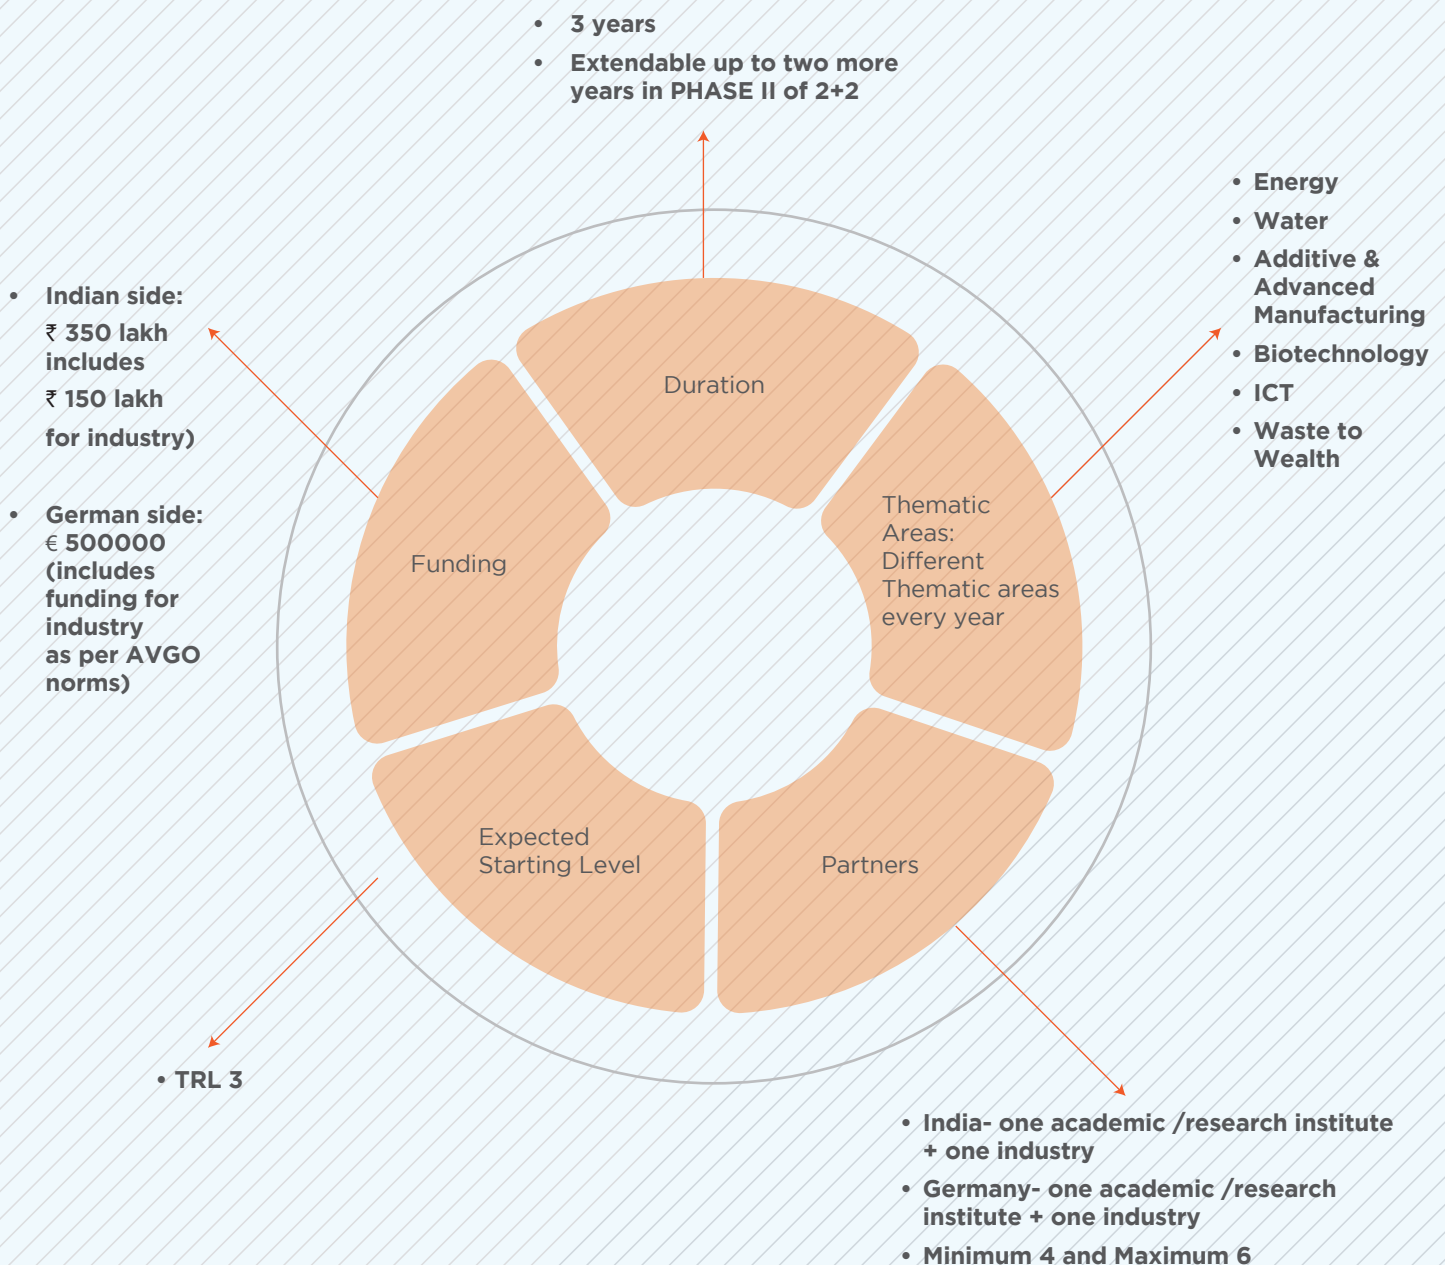 • 3 years
• Extendable up to two more
years in PHASE II of 2+2
• Energy
• Water
• Additive &
Advanced
Manufacturing
• Biotechnology
• ICT
• Waste to
Wealth
• Indian side:
₹ 350 lakh
includes
₹ 150 lakh
for industry)
• German side:
€ 500000
(includes
funding for
industry
as per AVGO
norms)
Duration
Thematic
Areas:
Different
Thematic areas
every year
Funding
Expected
Starting Level
Partners
• TRL 3
• India- one academic /research institute
+ one industry
• Germany- one academic /research
institute + one industry
• Minimum 4 and Maximum 6